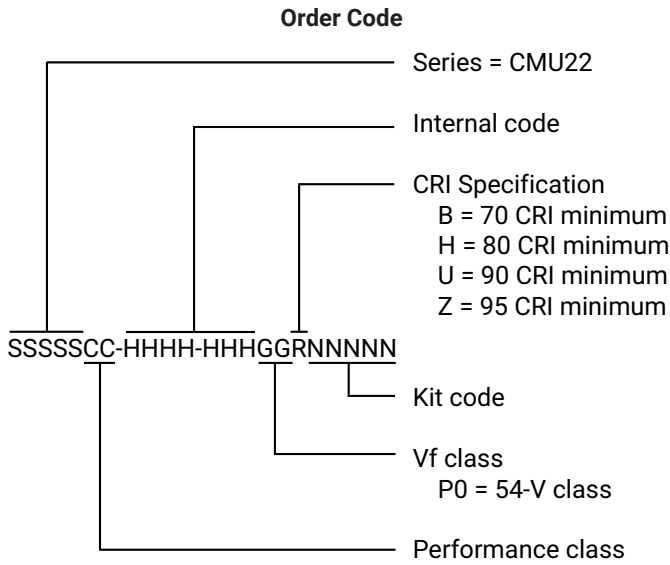 Order Code
Series = CMU22
Internal code
CRI Specification
B = 70 CRI minimum
H = 80 CRI minimum
U = 90 CRI minimum
Z = 95 CRI minimum
SSSSSCC-HHHH-HHHGGRNNNNN
Kit code
Vf class
P0 = 54-V class
Performance class